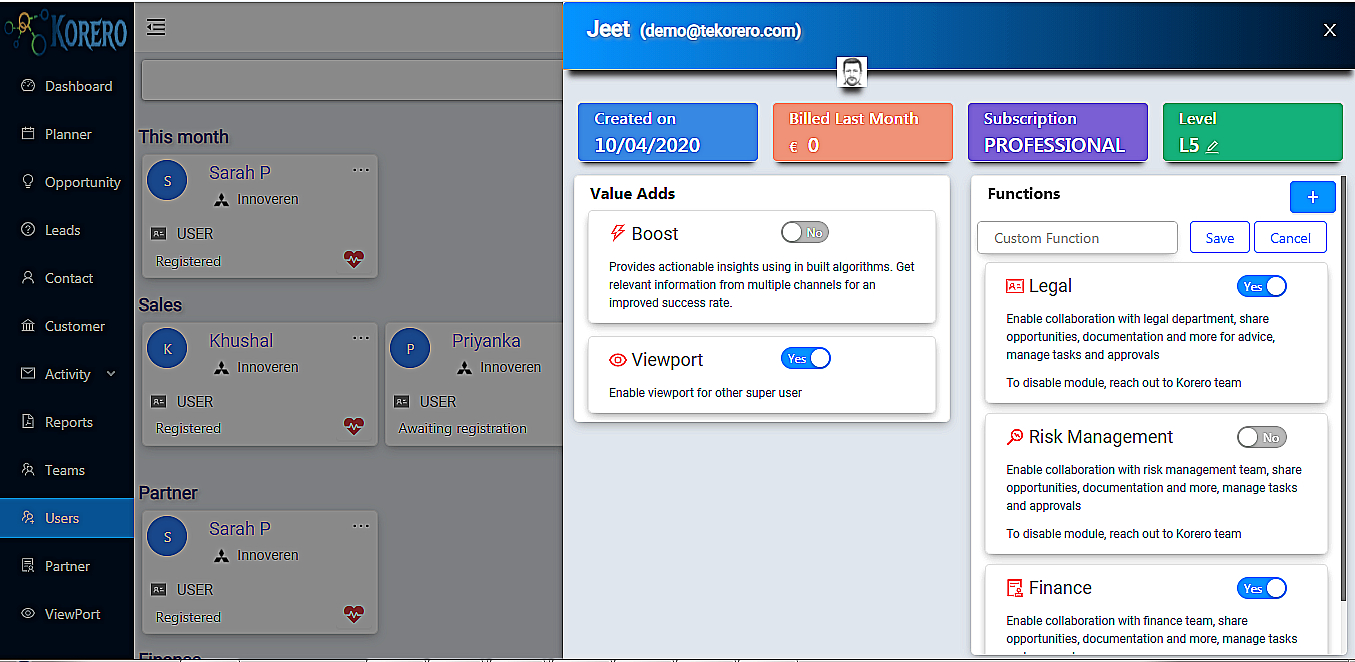 KORERO
Dashboard
Planner
Opportunity
Leads
Contact
Customer
Activity
Reports
Teams
Users
Partner
ViewPort
This month
S
Sarah P
...
Innoveren
USER
Registered
Sales
K
Khushal
...
Innoveren
USER
Registered
P
Priyanka
Innoveren
USER
Awaiting registration
Partner
S
Sarah P
...
Innoveren
USER
Registered
Finance
Jeet (demo@tekorero.com)
X
Created on
10/04/2020
Billed Last Month
€ 0
Subscription
PROFESSIONAL
Level
L5
Value Adds
Boost
No
Provides actionable insights using in built algorithms. Get
relevant information from multiple channels for an
improved success rate.
Viewport
Yes
Enable viewport for other super user
Functions
+
Custom Function
Save
Cancel
Legal
Yes
Enable collaboration with legal department, share
opportunities, documentation and more for advice,
manage tasks and approvals
To disable module, reach out to Korero team
Risk Management
No
Enable collaboration with risk management team, share
opportunities, documentation and more, manage tasks
and approvals
To disable module, reach out to Korero team
Finance
Yes
Enable collaboration with finance team, share
opportunities, documentation and more, manage tasks